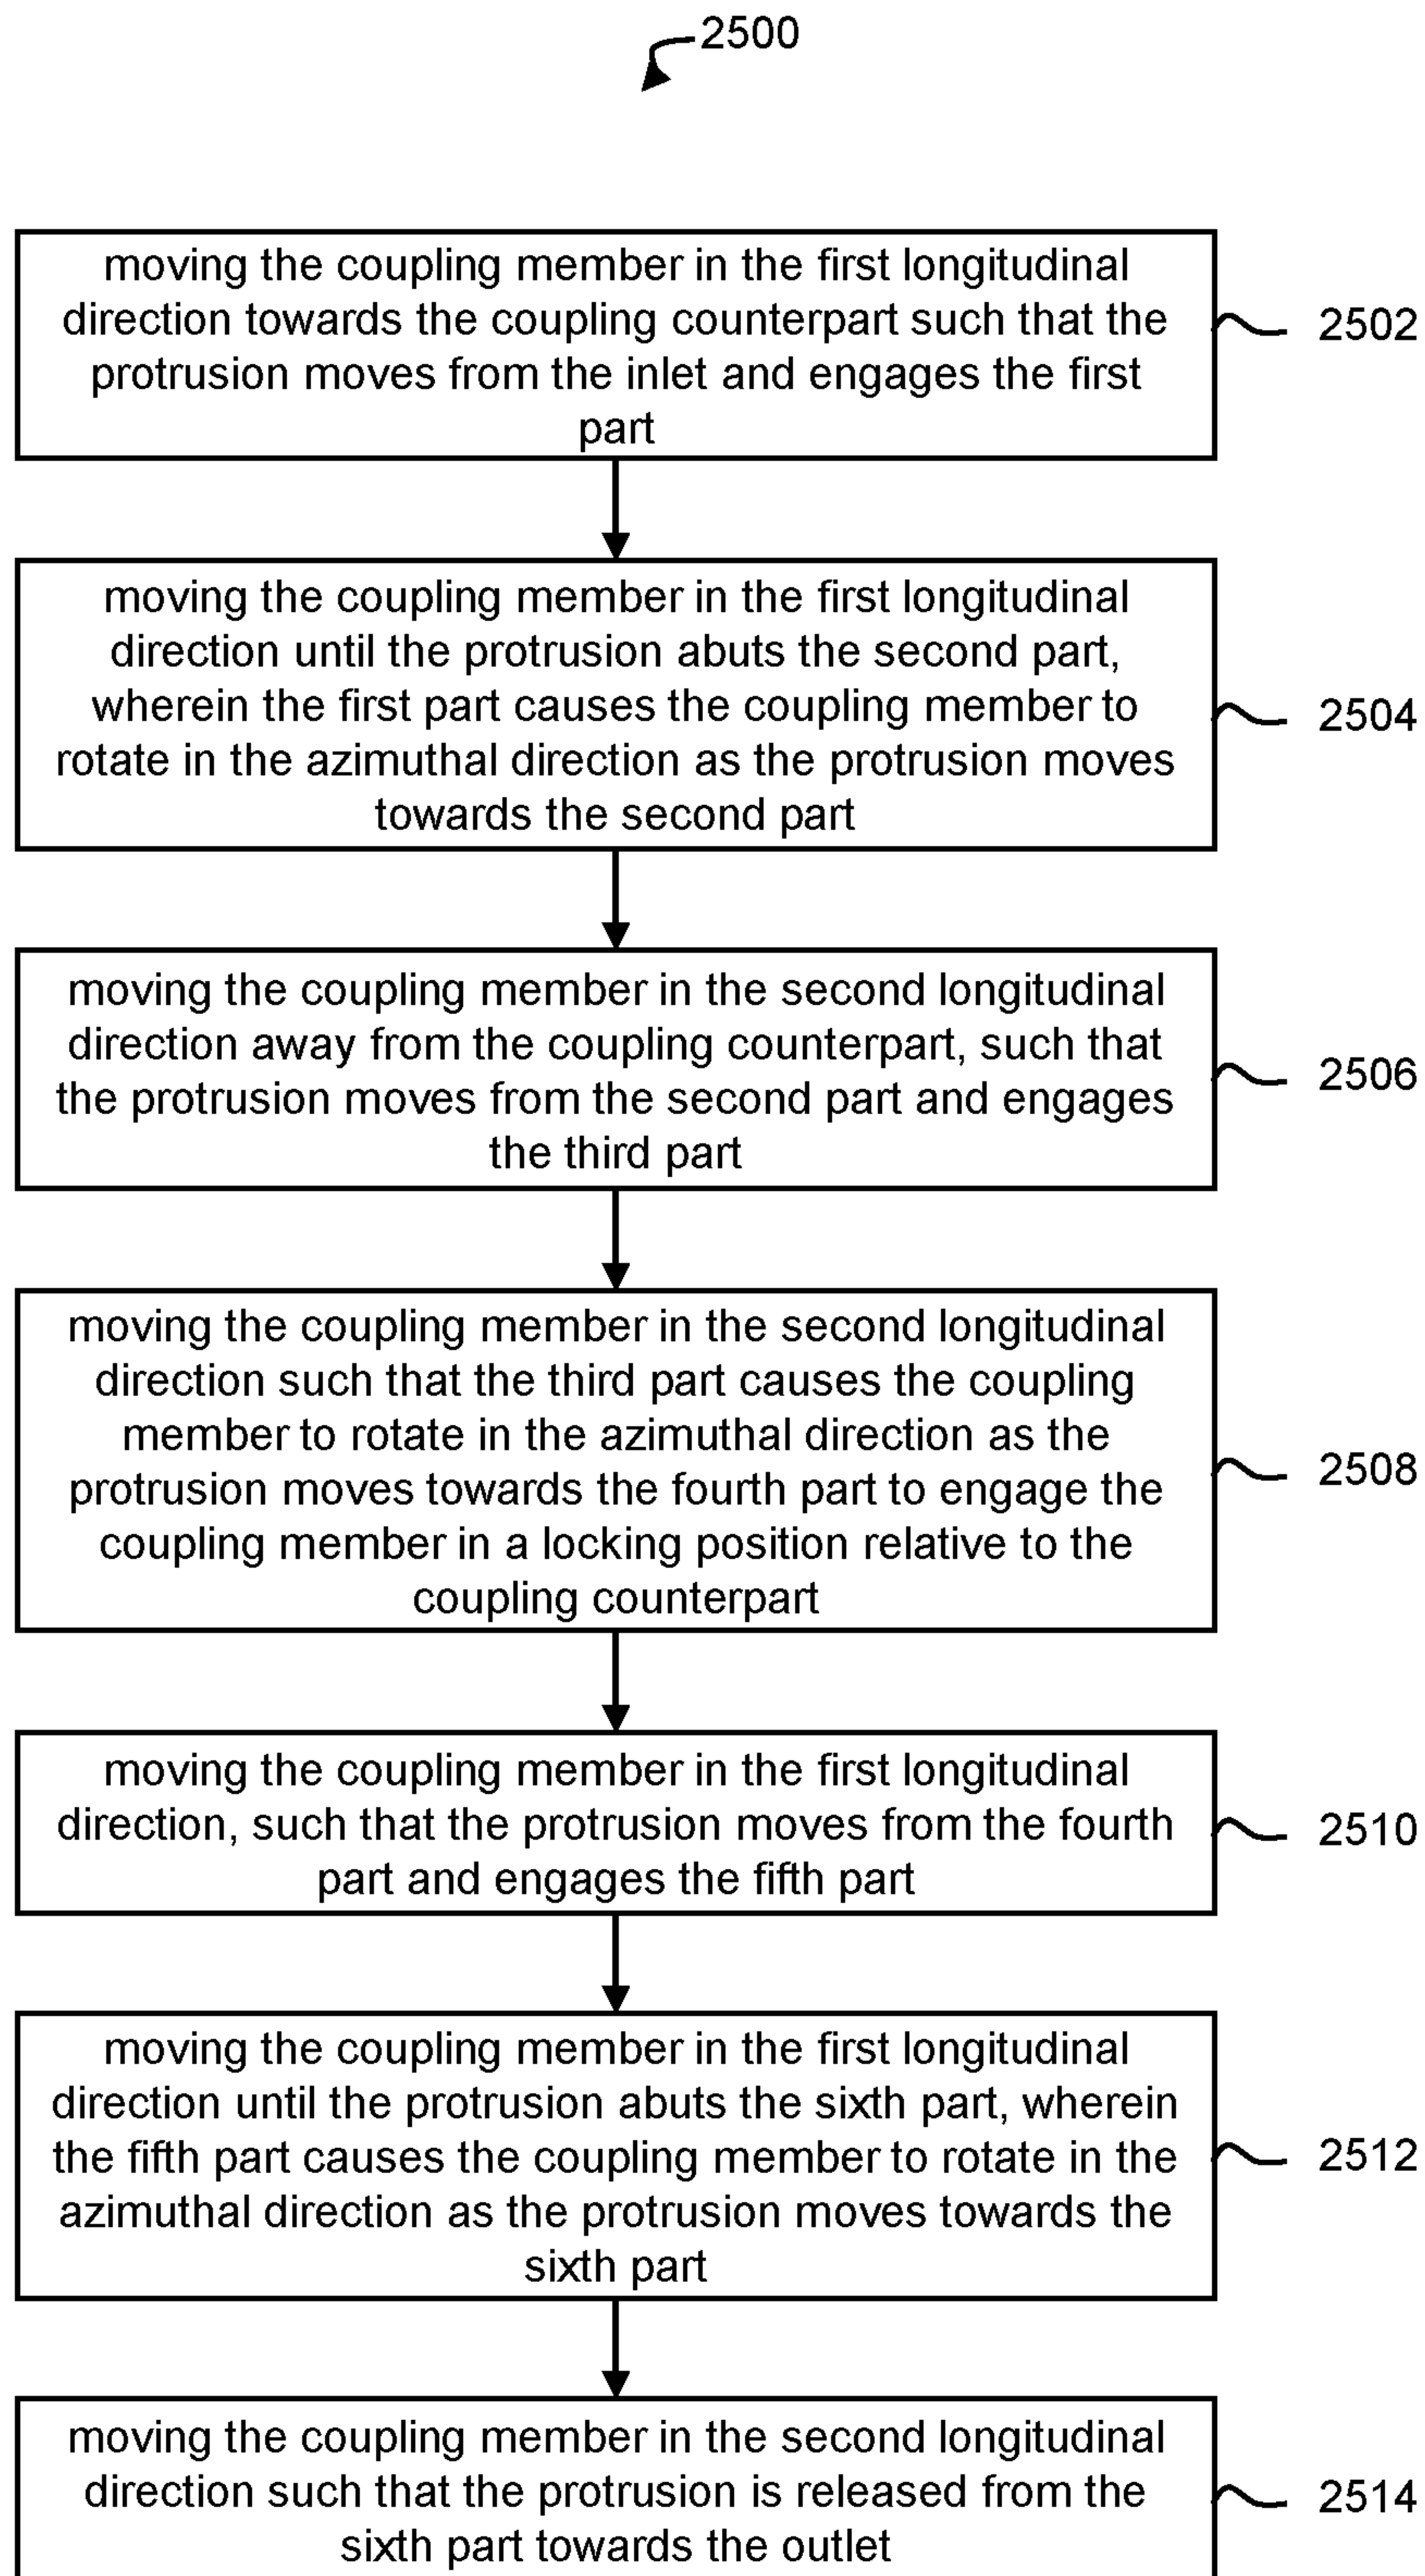 2500
moving the coupling member in the first longitudinal
direction towards the coupling counterpart such that the
protrusion moves from the inlet and engages the first
part
2502
moving the coupling member in the first longitudinal
direction until the protrusion abuts the second part,
wherein the first part causes the coupling member to
rotate in the azimuthal direction as the protrusion moves
towards the second part
2504
moving the coupling member in the second longitudinal
direction away from the coupling counterpart, such that
the protrusion moves from the second part and engages
the third part
2506
moving the coupling member in the second longitudinal
direction such that the third part causes the coupling
member to rotate in the azimuthal direction as the
protrusion moves towards the fourth part to engage the
coupling member in a locking position relative to the
coupling counterpart
2508
moving the coupling member in the first longitudinal
direction, such that the protrusion moves from the fourth
part and engages the fifth part
2510
moving the coupling member in the first longitudinal
direction until the protrusion abuts the sixth part, wherein
the fifth part causes the coupling member to rotate in the
azimuthal direction as the protrusion moves towards the
sixth part
2512
moving the coupling member in the second longitudinal
direction such that the protrusion is released from the
sixth part towards the outlet
2514